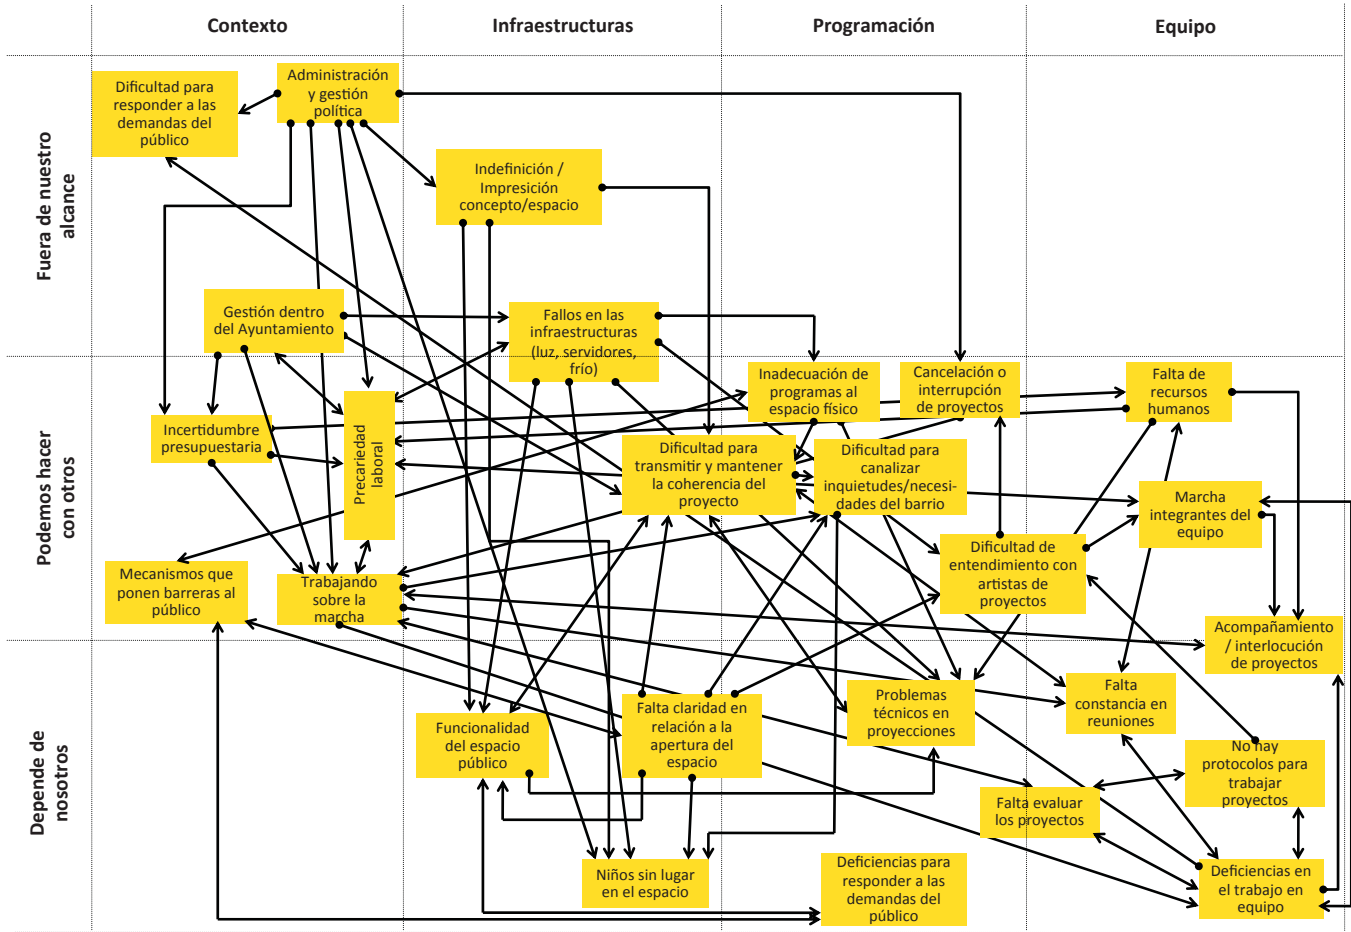 Contexto
Infraestructuras
Programación
Equipo
Fuera de nuestro
alcance
Dificultad para
responder a las
demandas del
público
Administración
y gestión
política
Indefinición /
Impresición
concepto/espacio
Gestión dentro
del Ayuntamiento
Fallos en las
infraestructuras
(luz, servidores,
frío)
Podemos hacer
con otros
Incertidumbre
presupuestaria
Precariedad
laboral
Inadecuación de
programas al
espacio físico
Cancelación o
interrupción
de proyectos
Falta de
recursos
humanos
Dificultad para
transmitir y mantener
la coherencia del
proyecto
Dificultad para
canalizar
inquietudes/necesi-
dades del barrio
Marcha
integrantes del
equipo
Mecanismos que
ponen barreras al
público
Trabajando
sobre la
marcha
Dificultad de
entendimiento con
artistas de
proyectos
Acompañamiento
/ interlocución
de proyectos
Depende de
nosotros
Funcionalidad
del espacio
público
Falta claridad en
relación a la
apertura del
espacio
Problemas
técnicos en
proyecciones
Falta
constancia en
reuniones
No hay
protocolos para
trabajar
proyectos
Falta evaluar
los proyectos
Niños sin lugar
en el espacio
Deficiencias para
responder a las
demandas del
público
Deficiencias en
el trabajo en
equipo